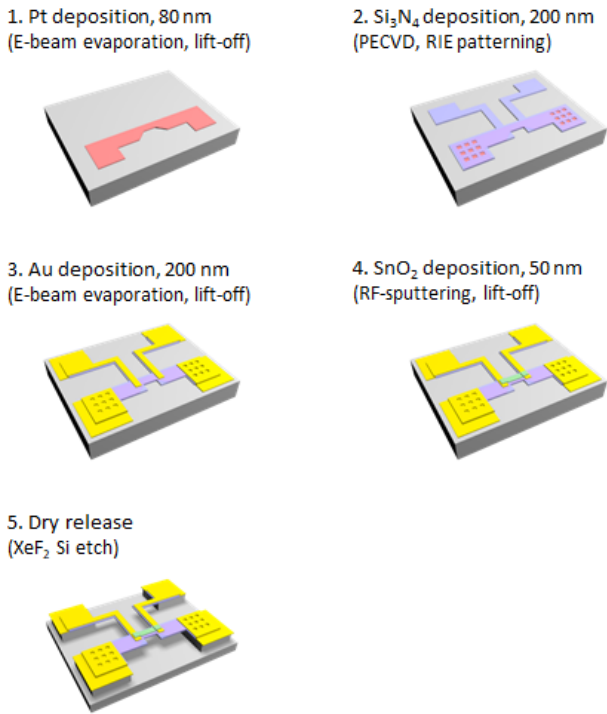 1. Pt deposition, 80 nm
(E-beam evaporation, lift-off)
2. Si₃N₄ deposition, 200 nm
(PECVD, RIE patterning)
3. Au deposition, 200 nm
(E-beam evaporation, lift-off)
4. SnO₂ deposition, 50 nm
(RF-sputtering, lift-off)
5. Dry release
(XeF₂ Si etch)